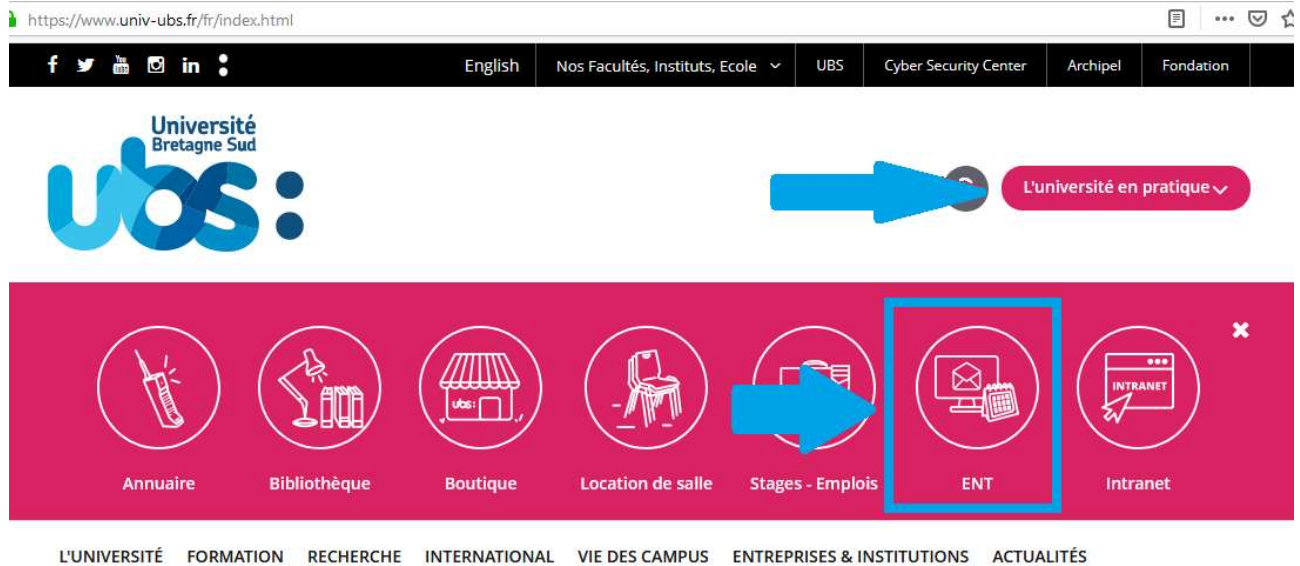 https://www.univ-ubs.fr/fr/index.html
English Nos Facultés, Instituts, Ecole UBS Cyber Security Center Archipel Fondation
Université
Bretagne Sud
ubs:
L'université en pratique
ubs:
INTRANET
Annuaire Bibliothèque Boutique Location de salle Stages - Emplois ENT Intranet
L'UNIVERSITÉ FORMATION RECHERCHE INTERNATIONAL VIE DES CAMPUS ENTREPRISES & INSTITUTIONS ACTUALITÉS